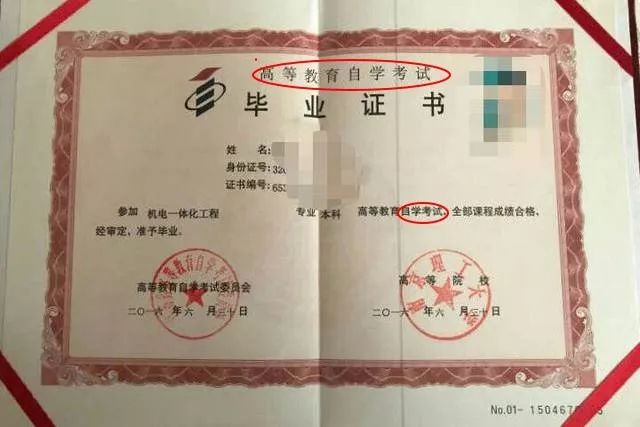 高等教育自学考试
毕业证书
姓 名:
身份证号:320
证书编号:653
参加 机电一体化工程 专业 本科 高等教育自学考试、全部课程成绩合格、
经审定,准予毕业。
高等教育自学考试委员会 高 等 院 校
二〇一六 年 六 月 三十 日 二〇一六 年 六 月 三十 日
No.01- 1504670